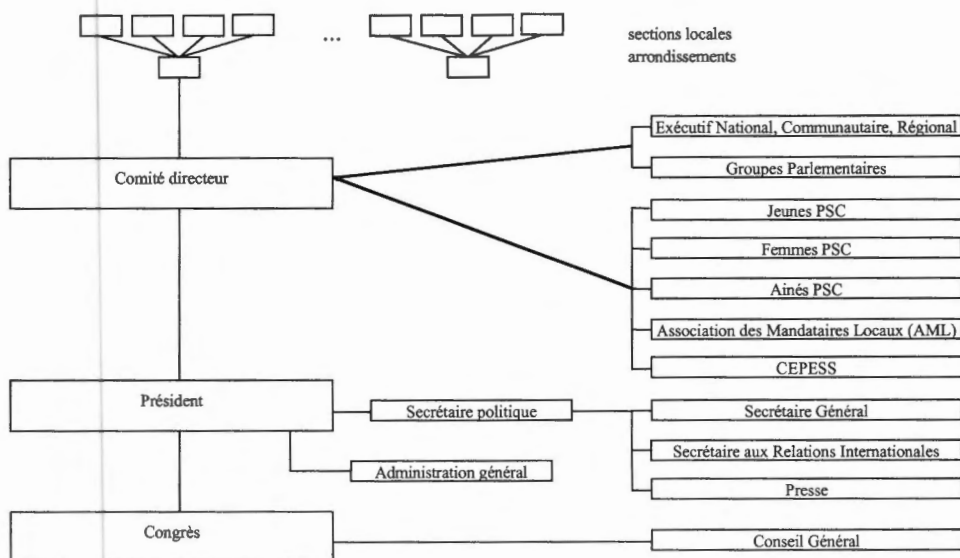 ...
sections locales
arrondissements
Exécutif National, Communautaire, Régional
Comité directeur
Groupes Parlementaires
Jeunes PSC
Femmes PSC
Ainés PSC
Association des Mandataires Locaux (AML)
CEPESS
Président
Secrétaire politique
Secrétaire Général
Administration général
Secrétaire aux Relations Internationales
Presse
Congrès
Conseil Général